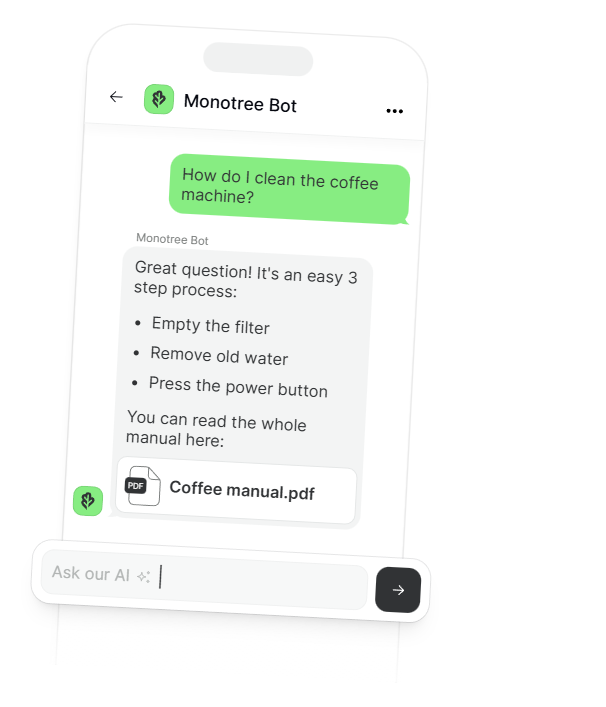 Monotree Bot
How do I clean the coffee
machine?
Monotree Bot
Great question! It's an easy 3
step process:
• Empty the filter
• Remove old water
• Press the power button
You can read the whole
manual here:
PDF
Coffee manual.pdf
Ask our AI